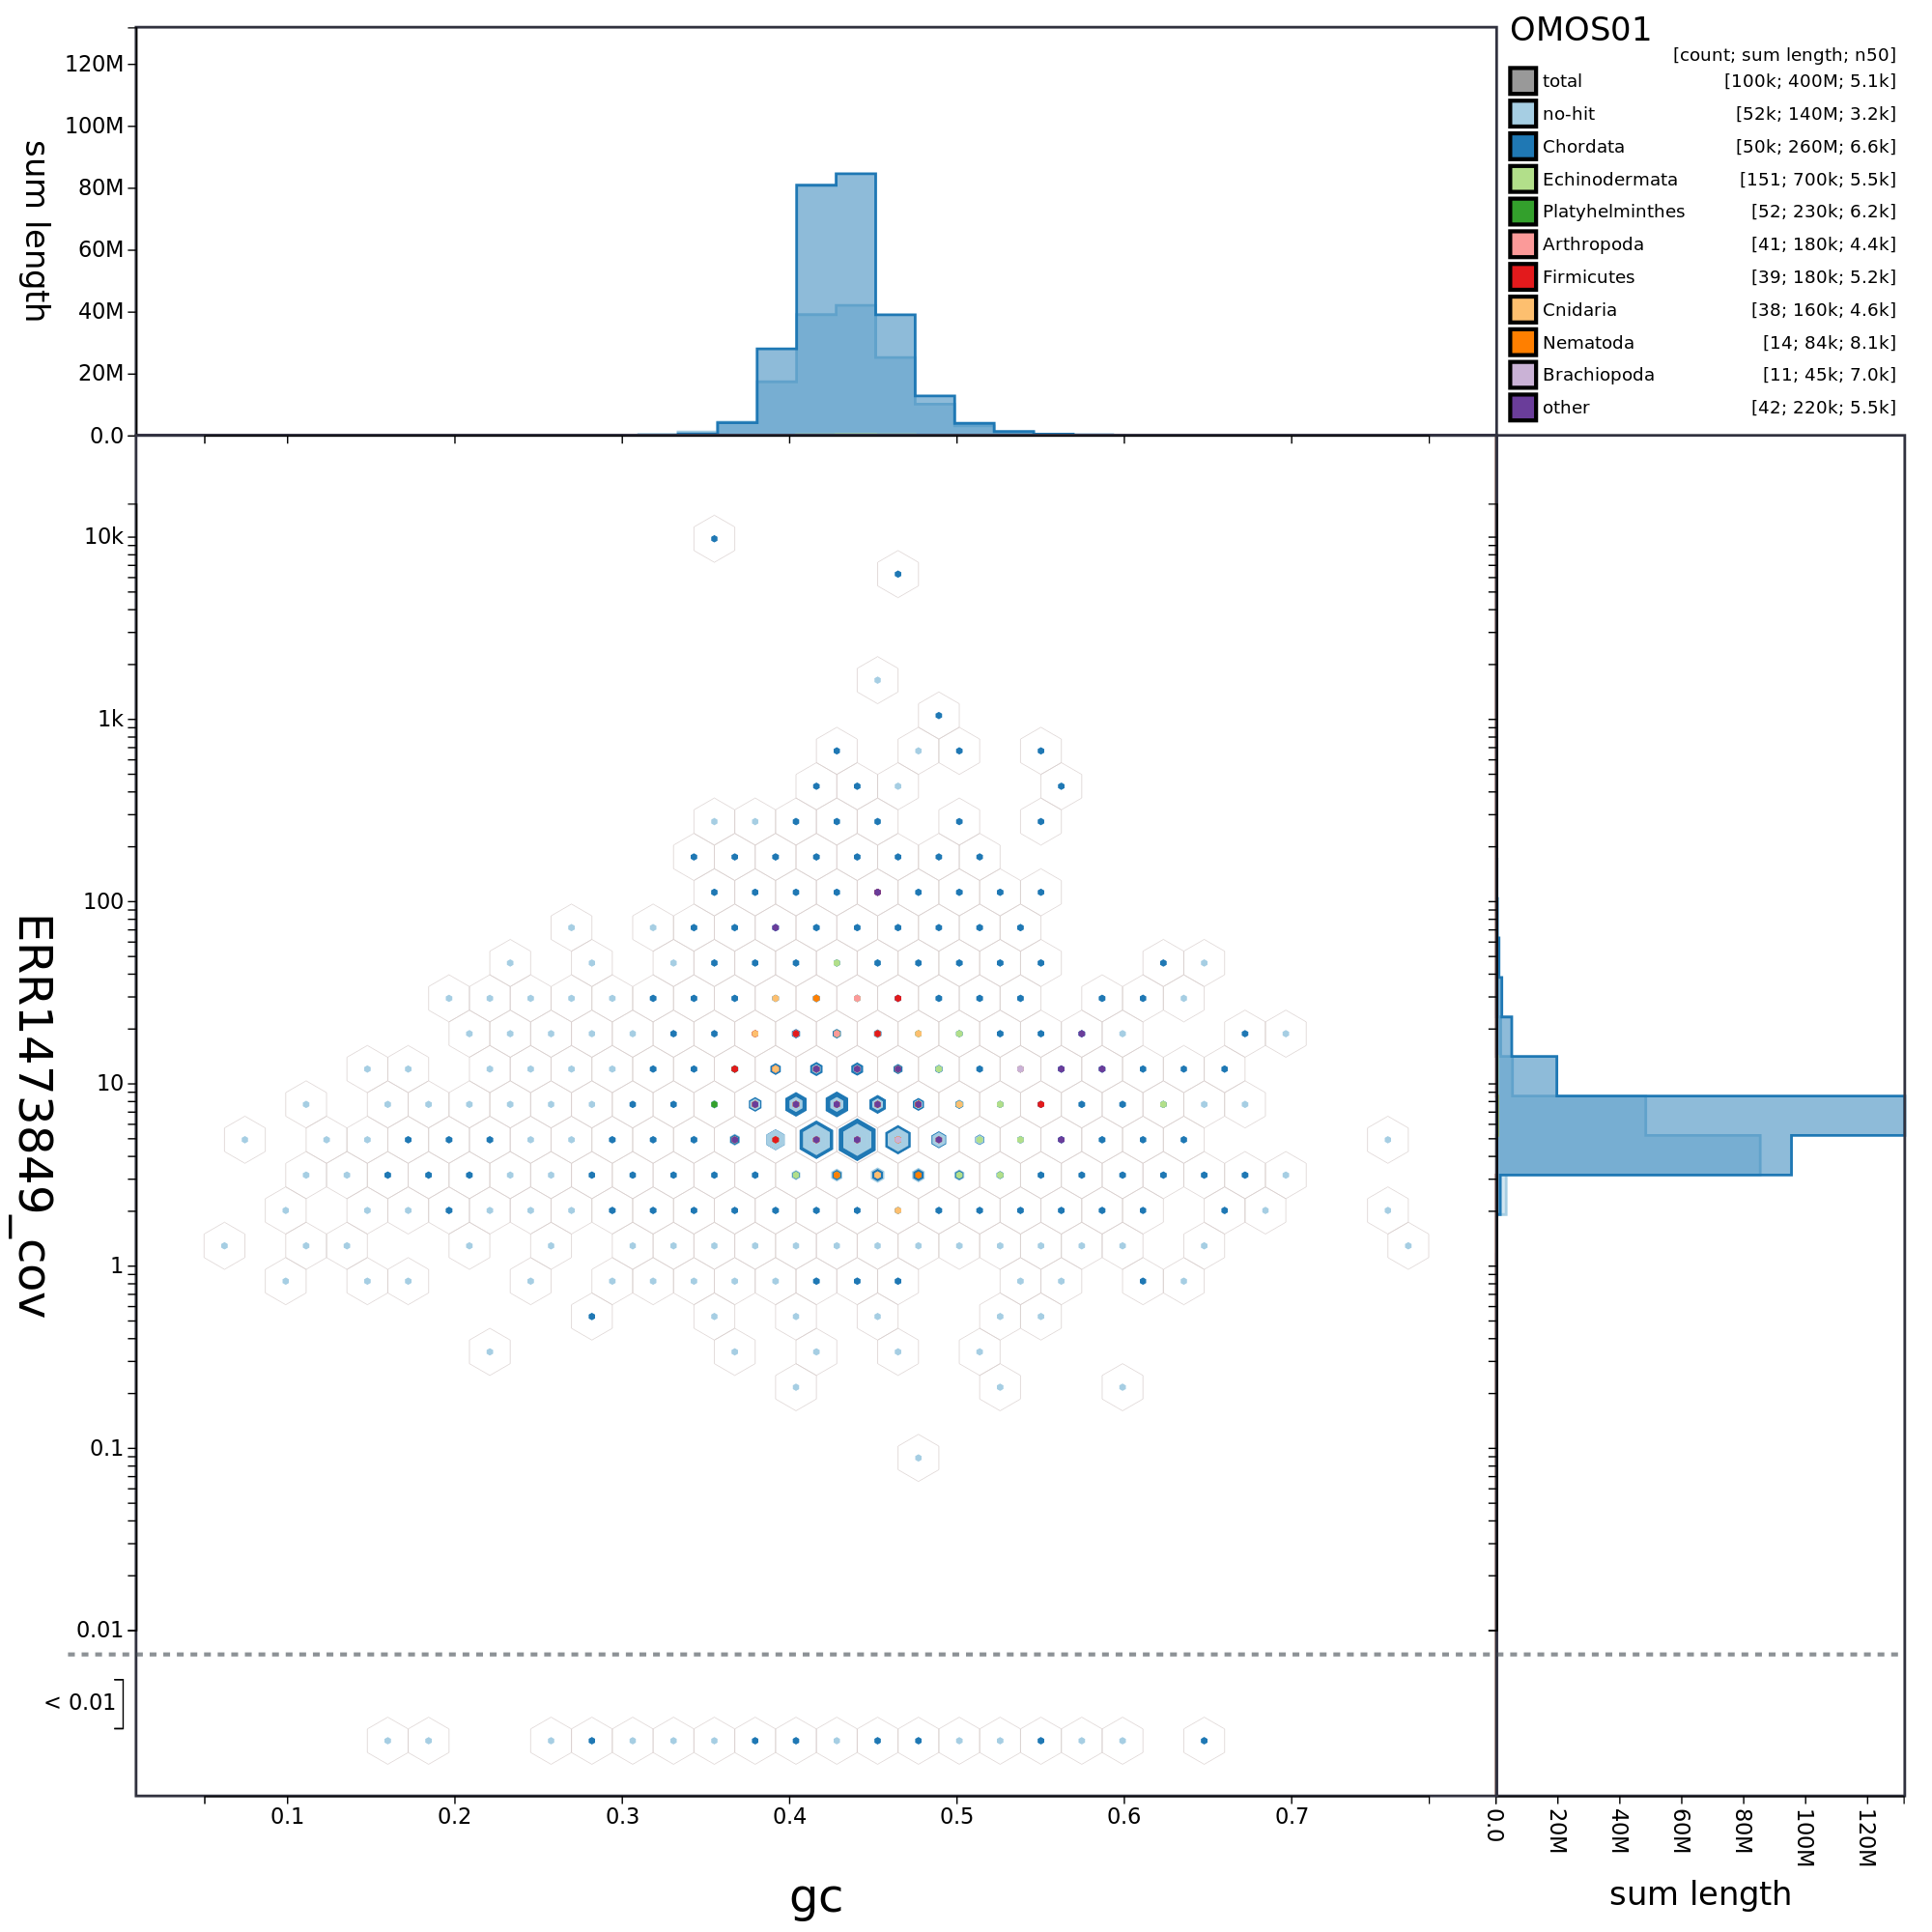 OMOS01
[count; sum length; n50]
total [100k; 400M; 5.1k]
no-hit [52k; 140M; 3.2k]
Chordata [50k; 260M; 6.6k]
Echinodermata [151; 700k; 5.5k]
Platyhelminthes [52; 230k; 6.2k]
Arthropoda [41; 180k; 4.4k]
Firmicutes [39; 180k; 5.2k]
Cnidaria [38; 160k; 4.6k]
Nematoda [14; 84k; 8.1k]
Brachiopoda [11; 45k; 7.0k]
other [42; 220k; 5.5k]
sum length
120M
100M
80M
60M
40M
20M
0.0
ERR1473849_cov
10k
1k
100
10
1
0.1
0.01
< 0.01
0.1 0.2 0.3 0.4 0.5 0.6 0.7
gc
0.0 20M 40M 60M 80M 100M 120M
sum length